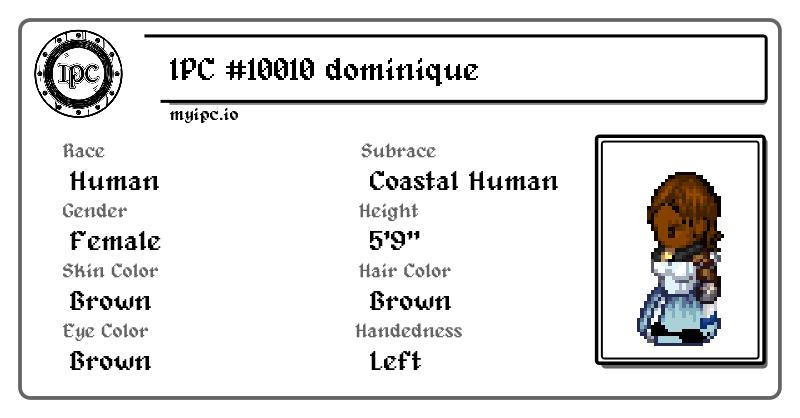 IPC
IPC #10010 dominique
myipc.io
Race
Human
Subrace
Coastal Human
Gender
Female
Height
5'9"
Skin Color
Brown
Hair Color
Brown
Eye Color
Brown
Handedness
Left